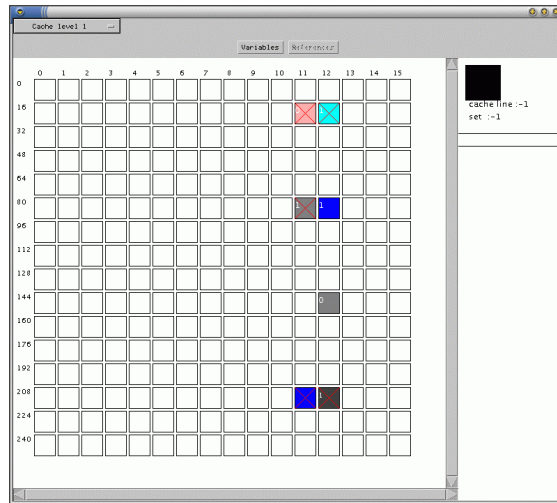 Cache level 1
Variables References
0 1 2 3 4 5 6 7 8 9 10 11 12 13 14 15
0
16
32
48
64
80 1 1
96
112
128
144 0
160
176
192
208 1
224
240
cache line :-1
set :-1